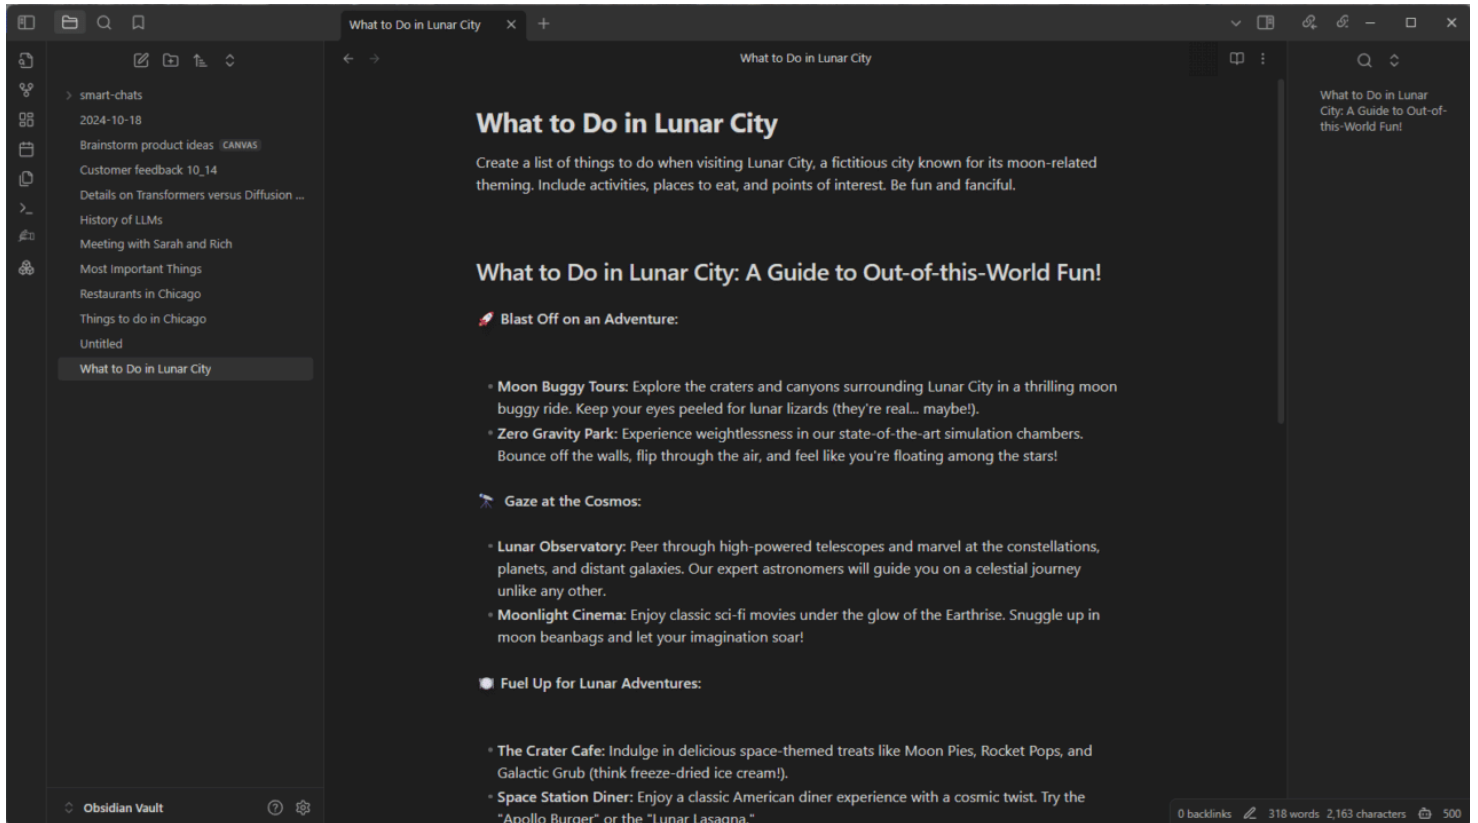 What to Do in Lunar City
What to Do in Lunar City
smart-chats
2024-10-18
Brainstorm product ideas CANVAS
Customer feedback 10_14
Details on Transformers versus Diffusion ...
History of LLMs
Meeting with Sarah and Rich
Most Important Things
Restaurants in Chicago
Things to do in Chicago
Untitled
What to Do in Lunar City
Obsidian Vault
What to Do in Lunar City
Create a list of things to do when visiting Lunar City, a fictitious city known for its moon-related
theming. Include activities, places to eat, and points of interest. Be fun and fanciful.
What to Do in Lunar City: A Guide to Out-of-this-World Fun!
🚀 Blast Off on an Adventure:
• Moon Buggy Tours: Explore the craters and canyons surrounding Lunar City in a thrilling moon
buggy ride. Keep your eyes peeled for lunar lizards (they're real... maybe!).
• Zero Gravity Park: Experience weightlessness in our state-of-the-art simulation chambers.
Bounce off the walls, flip through the air, and feel like you're floating among the stars!
🔭 Gaze at the Cosmos:
• Lunar Observatory: Peer through high-powered telescopes and marvel at the constellations,
planets, and distant galaxies. Our expert astronomers will guide you on a celestial journey
unlike any other.
• Moonlight Cinema: Enjoy classic sci-fi movies under the glow of the Earthrise. Snuggle up in
moon beanbags and let your imagination soar!
🍽️ Fuel Up for Lunar Adventures:
• The Crater Cafe: Indulge in delicious space-themed treats like Moon Pies, Rocket Pops, and
Galactic Grub (think freeze-dried ice cream!).
• Space Station Diner: Enjoy a classic American diner experience with a cosmic twist. Try the
"Apollo Burger" or the "Lunar Lasagna."
What to Do in Lunar
City: A Guide to Out-of-
this-World Fun!
0 backlinks 318 words 2,163 characters 500